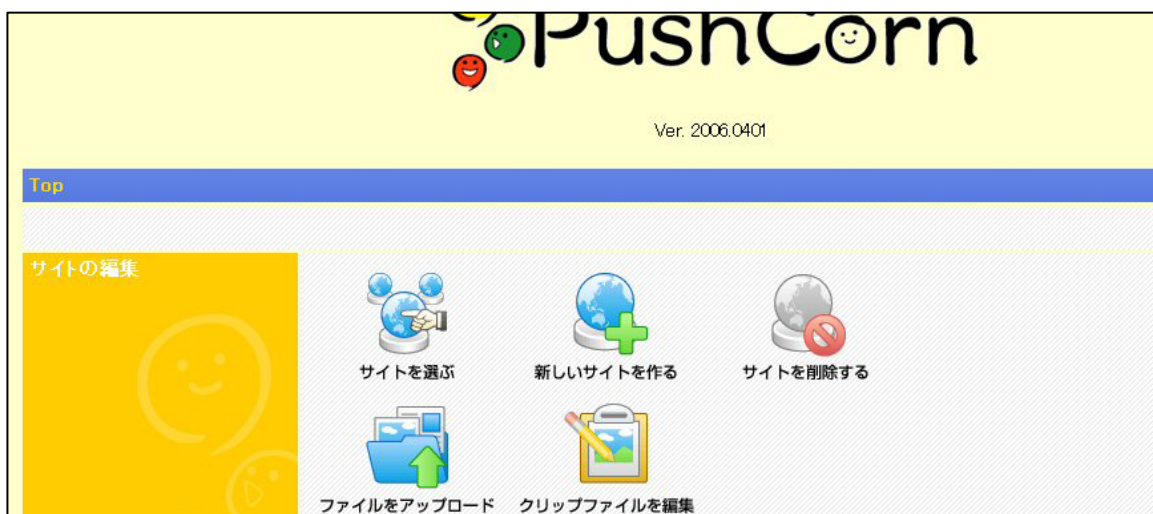 PushCorn
Ver. 2006.0401
Top
サイトの編集
サイトを選ぶ
新しいサイトを作る
サイトを削除する
ファイルをアップロード
クリップファイルを編集